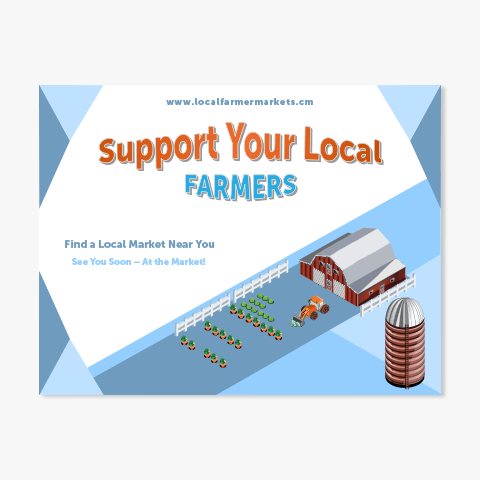 www.localfarmermarkets.cm
Support Your Local
FARMERS
Find a Local Market Near You
See You Soon – At the Market!